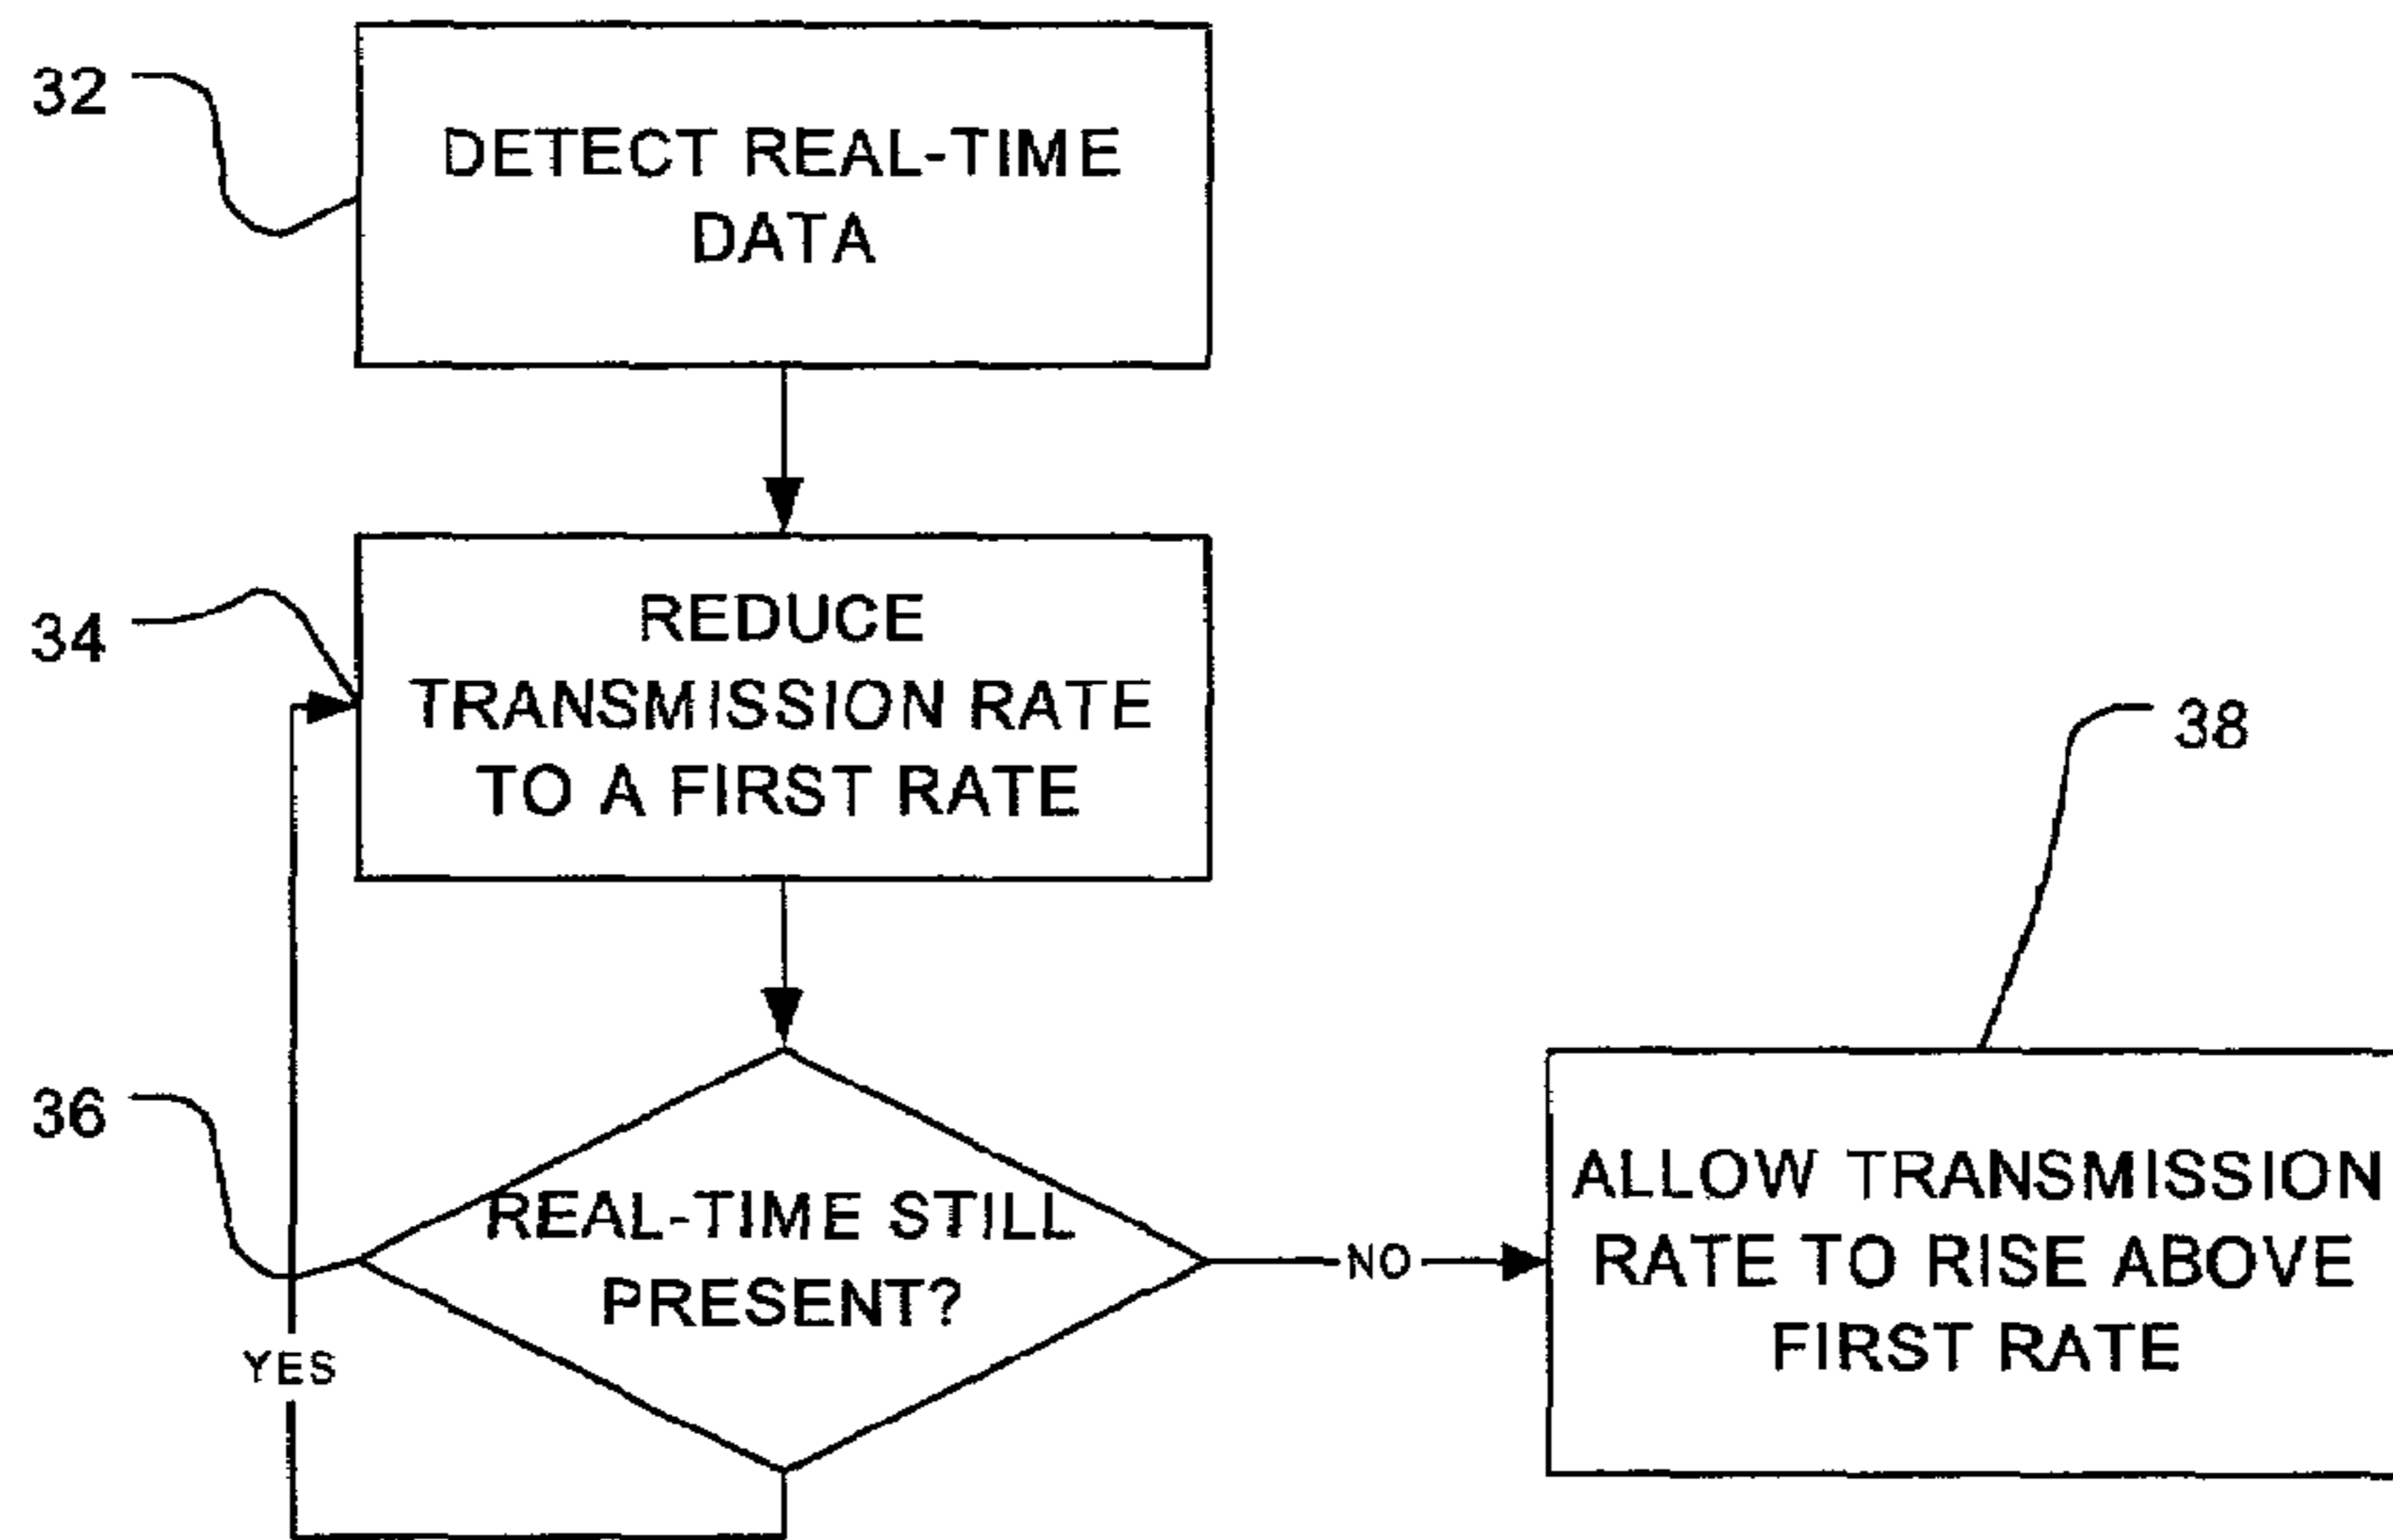 32
DETECT REAL-TIME
DATA
34
REDUCE
TRANSMISSION RATE
TO A FIRST RATE
38
36
REAL-TIME STILL
PRESENT?
NO
ALLOW TRANSMISSION
RATE TO RISE ABOVE
FIRST RATE
YES